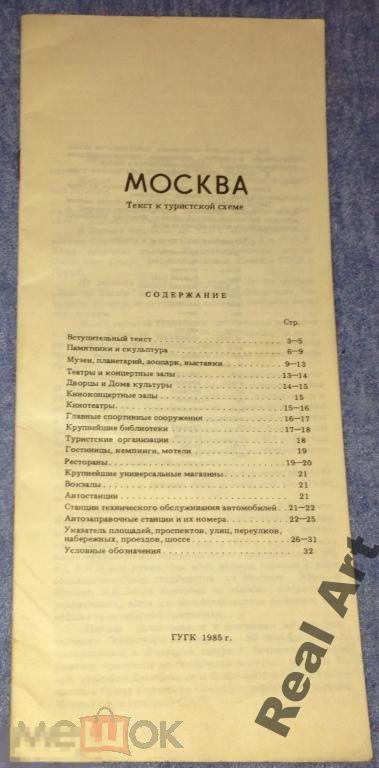 МОСКВА
Текст к туристской схеме
СОДЕРЖАНИЕ
Стр.
Вступительный текст 3—5
Памятники и скульптура 6—9
Музеи, планетарий, зоопарк, выставки 9—13
Театры и концертные залы 13—14
Дворцы и Дома культуры 14—15
Киноконцертные залы 15
Кинотеатры 15—16
Главные спортивные сооружения 16—17
Крупнейшие библиотеки 17—18
Туристские организации 18
Гостиницы, кемпинги, мотели 19
Рестораны 19—20
Крупнейшие универсальные магазины 21
Вокзалы 21
Автостанции 21
Станции технического обслуживания автомобилей 21—22
Автозаправочные станции и их номера 22—25
Указатель площадей, проспектов, улиц, переулков,
набережных, проездов, шоссе 26—31
Условные обозначения 32
ГУГК 1985 г.
Real Art
мешок